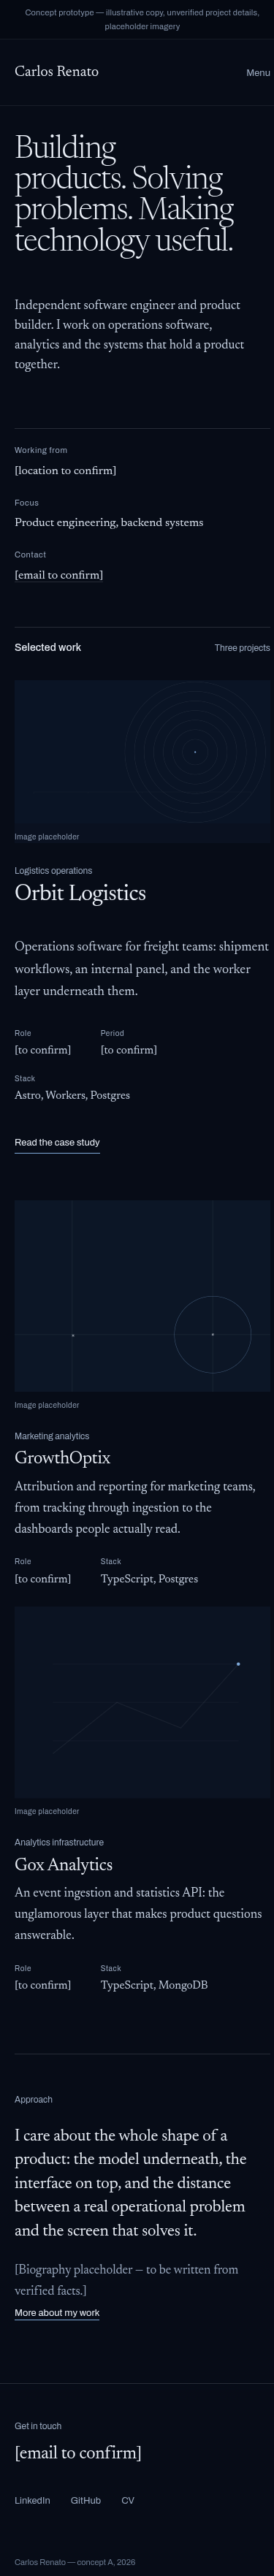 Concept prototype — illustrative copy, unverified project details,
placeholder imagery
Carlos Renato
Menu
Building
products. Solving
problems. Making
technology useful.
Independent software engineer and product
builder. I work on operations software,
analytics and the systems that hold a product
together.
Working from
[location to confirm]
Focus
Product engineering, backend systems
Contact
[email to confirm]
Selected work
Three projects
Image placeholder
Logistics operations
Orbit Logistics
Operations software for freight teams: shipment
workflows, an internal panel, and the worker
layer underneath them.
Role
Period
[to confirm]
[to confirm]
Stack
Astro, Workers, Postgres
Read the case study
Image placeholder
Marketing analytics
GrowthOptix
Attribution and reporting for marketing teams,
from tracking through ingestion to the
dashboards people actually read.
Role
Stack
[to confirm]
TypeScript, Postgres
Image placeholder
Analytics infrastructure
Gox Analytics
An event ingestion and statistics API: the
unglamorous layer that makes product questions
answerable.
Role
Stack
[to confirm]
TypeScript, MongoDB
Approach
I care about the whole shape of a
product: the model underneath, the
interface on top, and the distance
between a real operational problem
and the screen that solves it.
[Biography placeholder — to be written from
verified facts.]
More about my work
Get in touch
[email to confirm]
LinkedIn
GitHub
CV
Carlos Renato — concept A, 2026